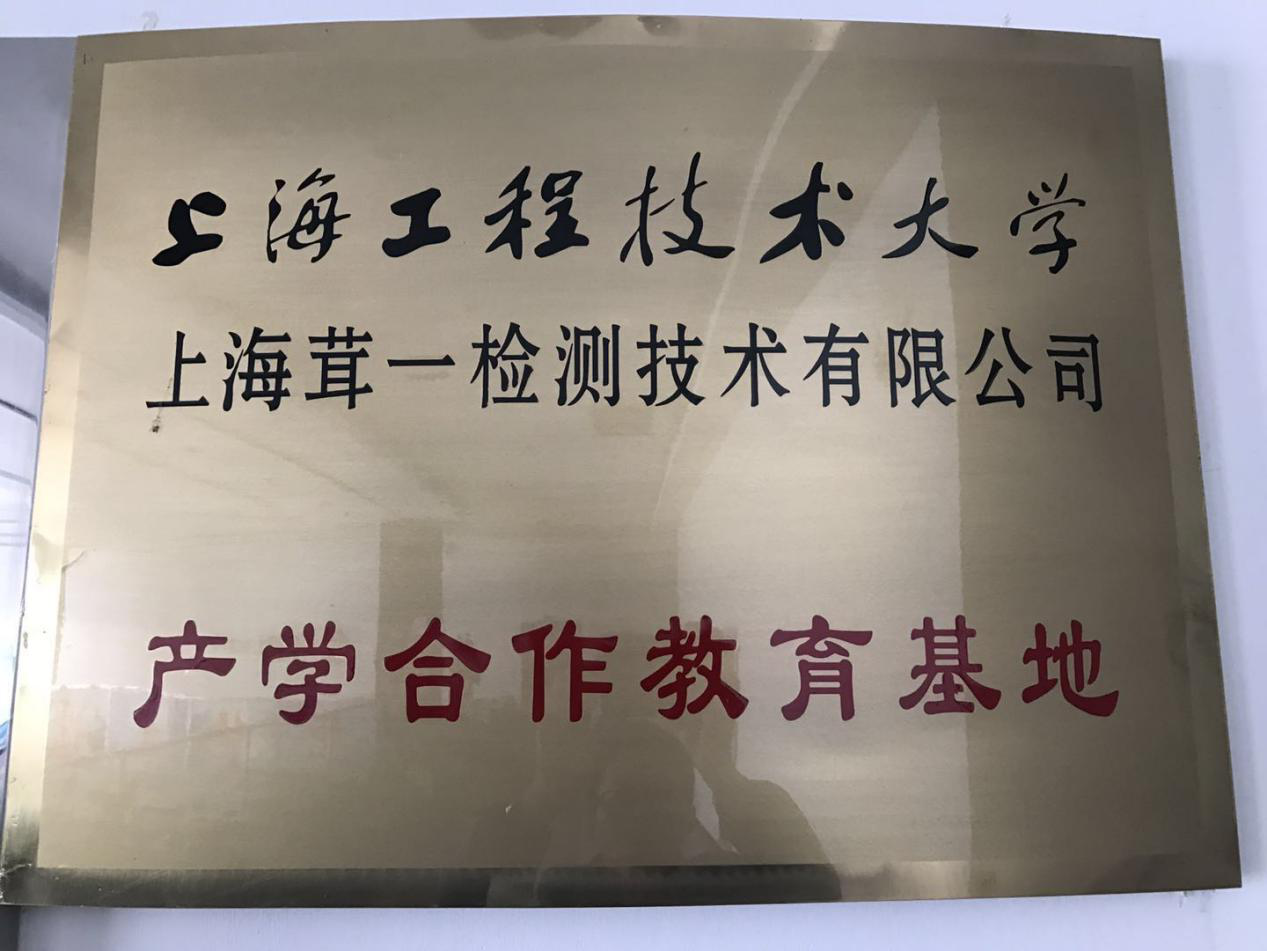 上海工程技术大学
上海茸一检测技术有限公司
产学合作教育基地